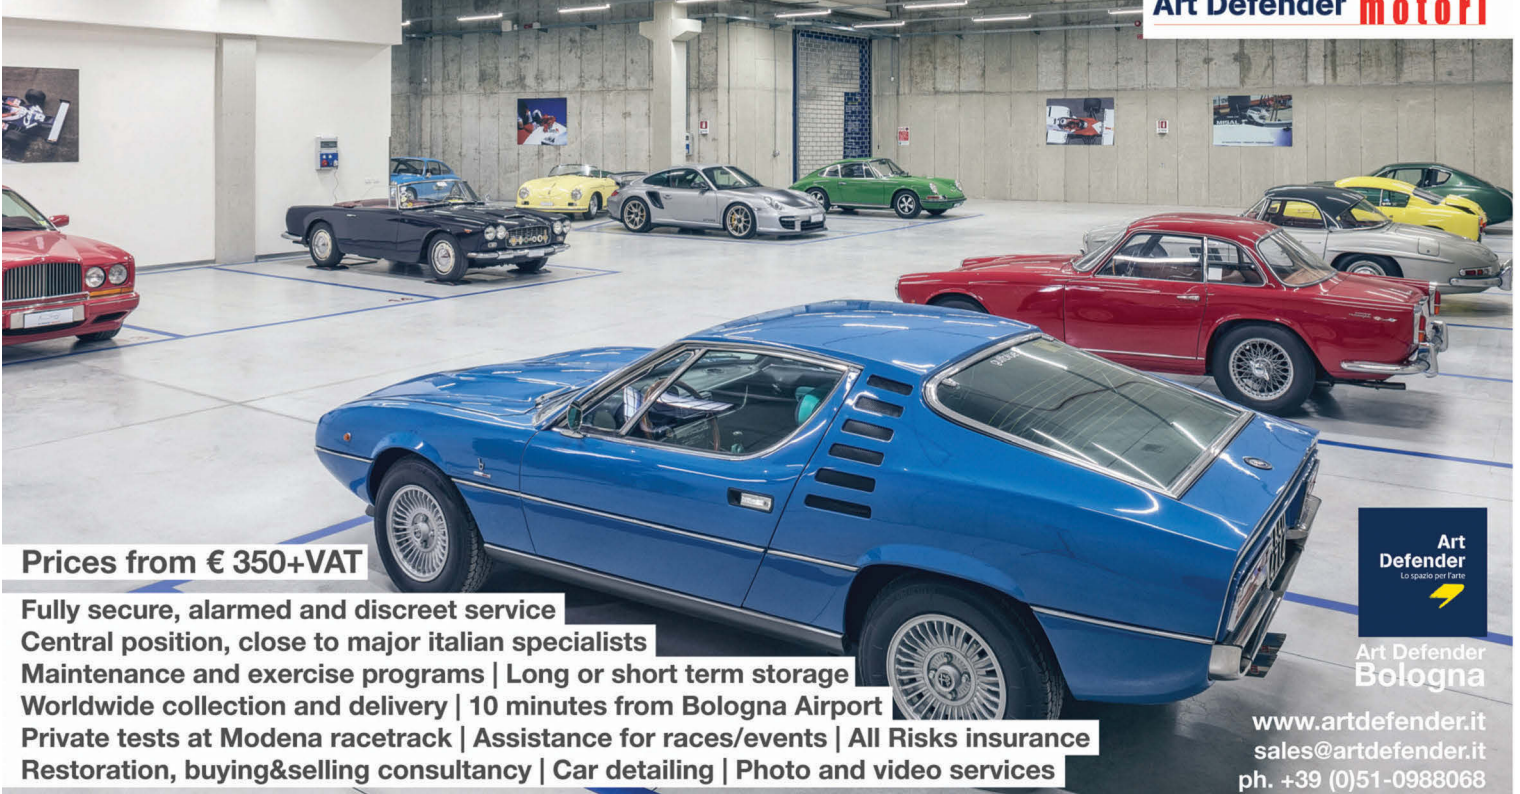 Art Defender motori
Prices from € 350+VAT
Fully secure, alarmed and discreet service
Central position, close to major italian specialists
Maintenance and exercise programs | Long or short term storage
Worldwide collection and delivery | 10 minutes from Bologna Airport
Private tests at Modena racetrack | Assistance for races/events | All Risks insurance
Restoration, buying&selling consultancy | Car detailing | Photo and video services
Art
Defender
Lo spazio per l'arte
Art Defender
Bologna
www.artdefender.it
sales@artdefender.it
ph. +39 (0)51-0988068